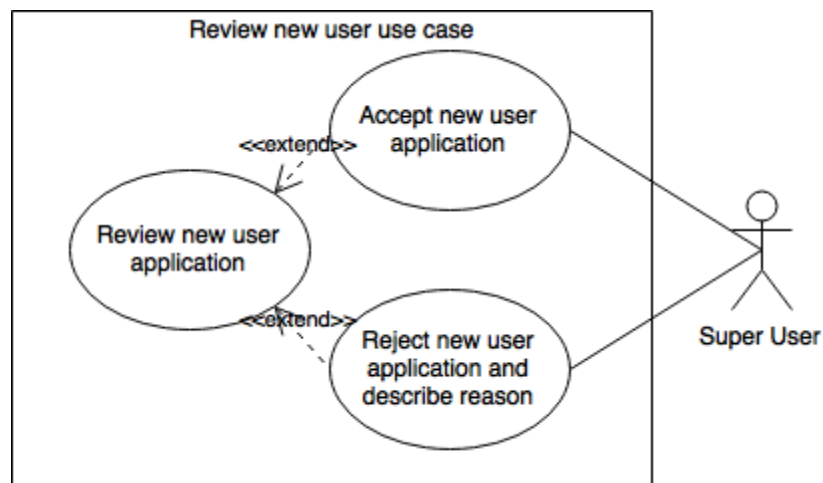 Review new user use case
Accept new user
application
<<extend>>
Review new user
application
<<extend>>
Reject new user
application and
describe reason
Super User